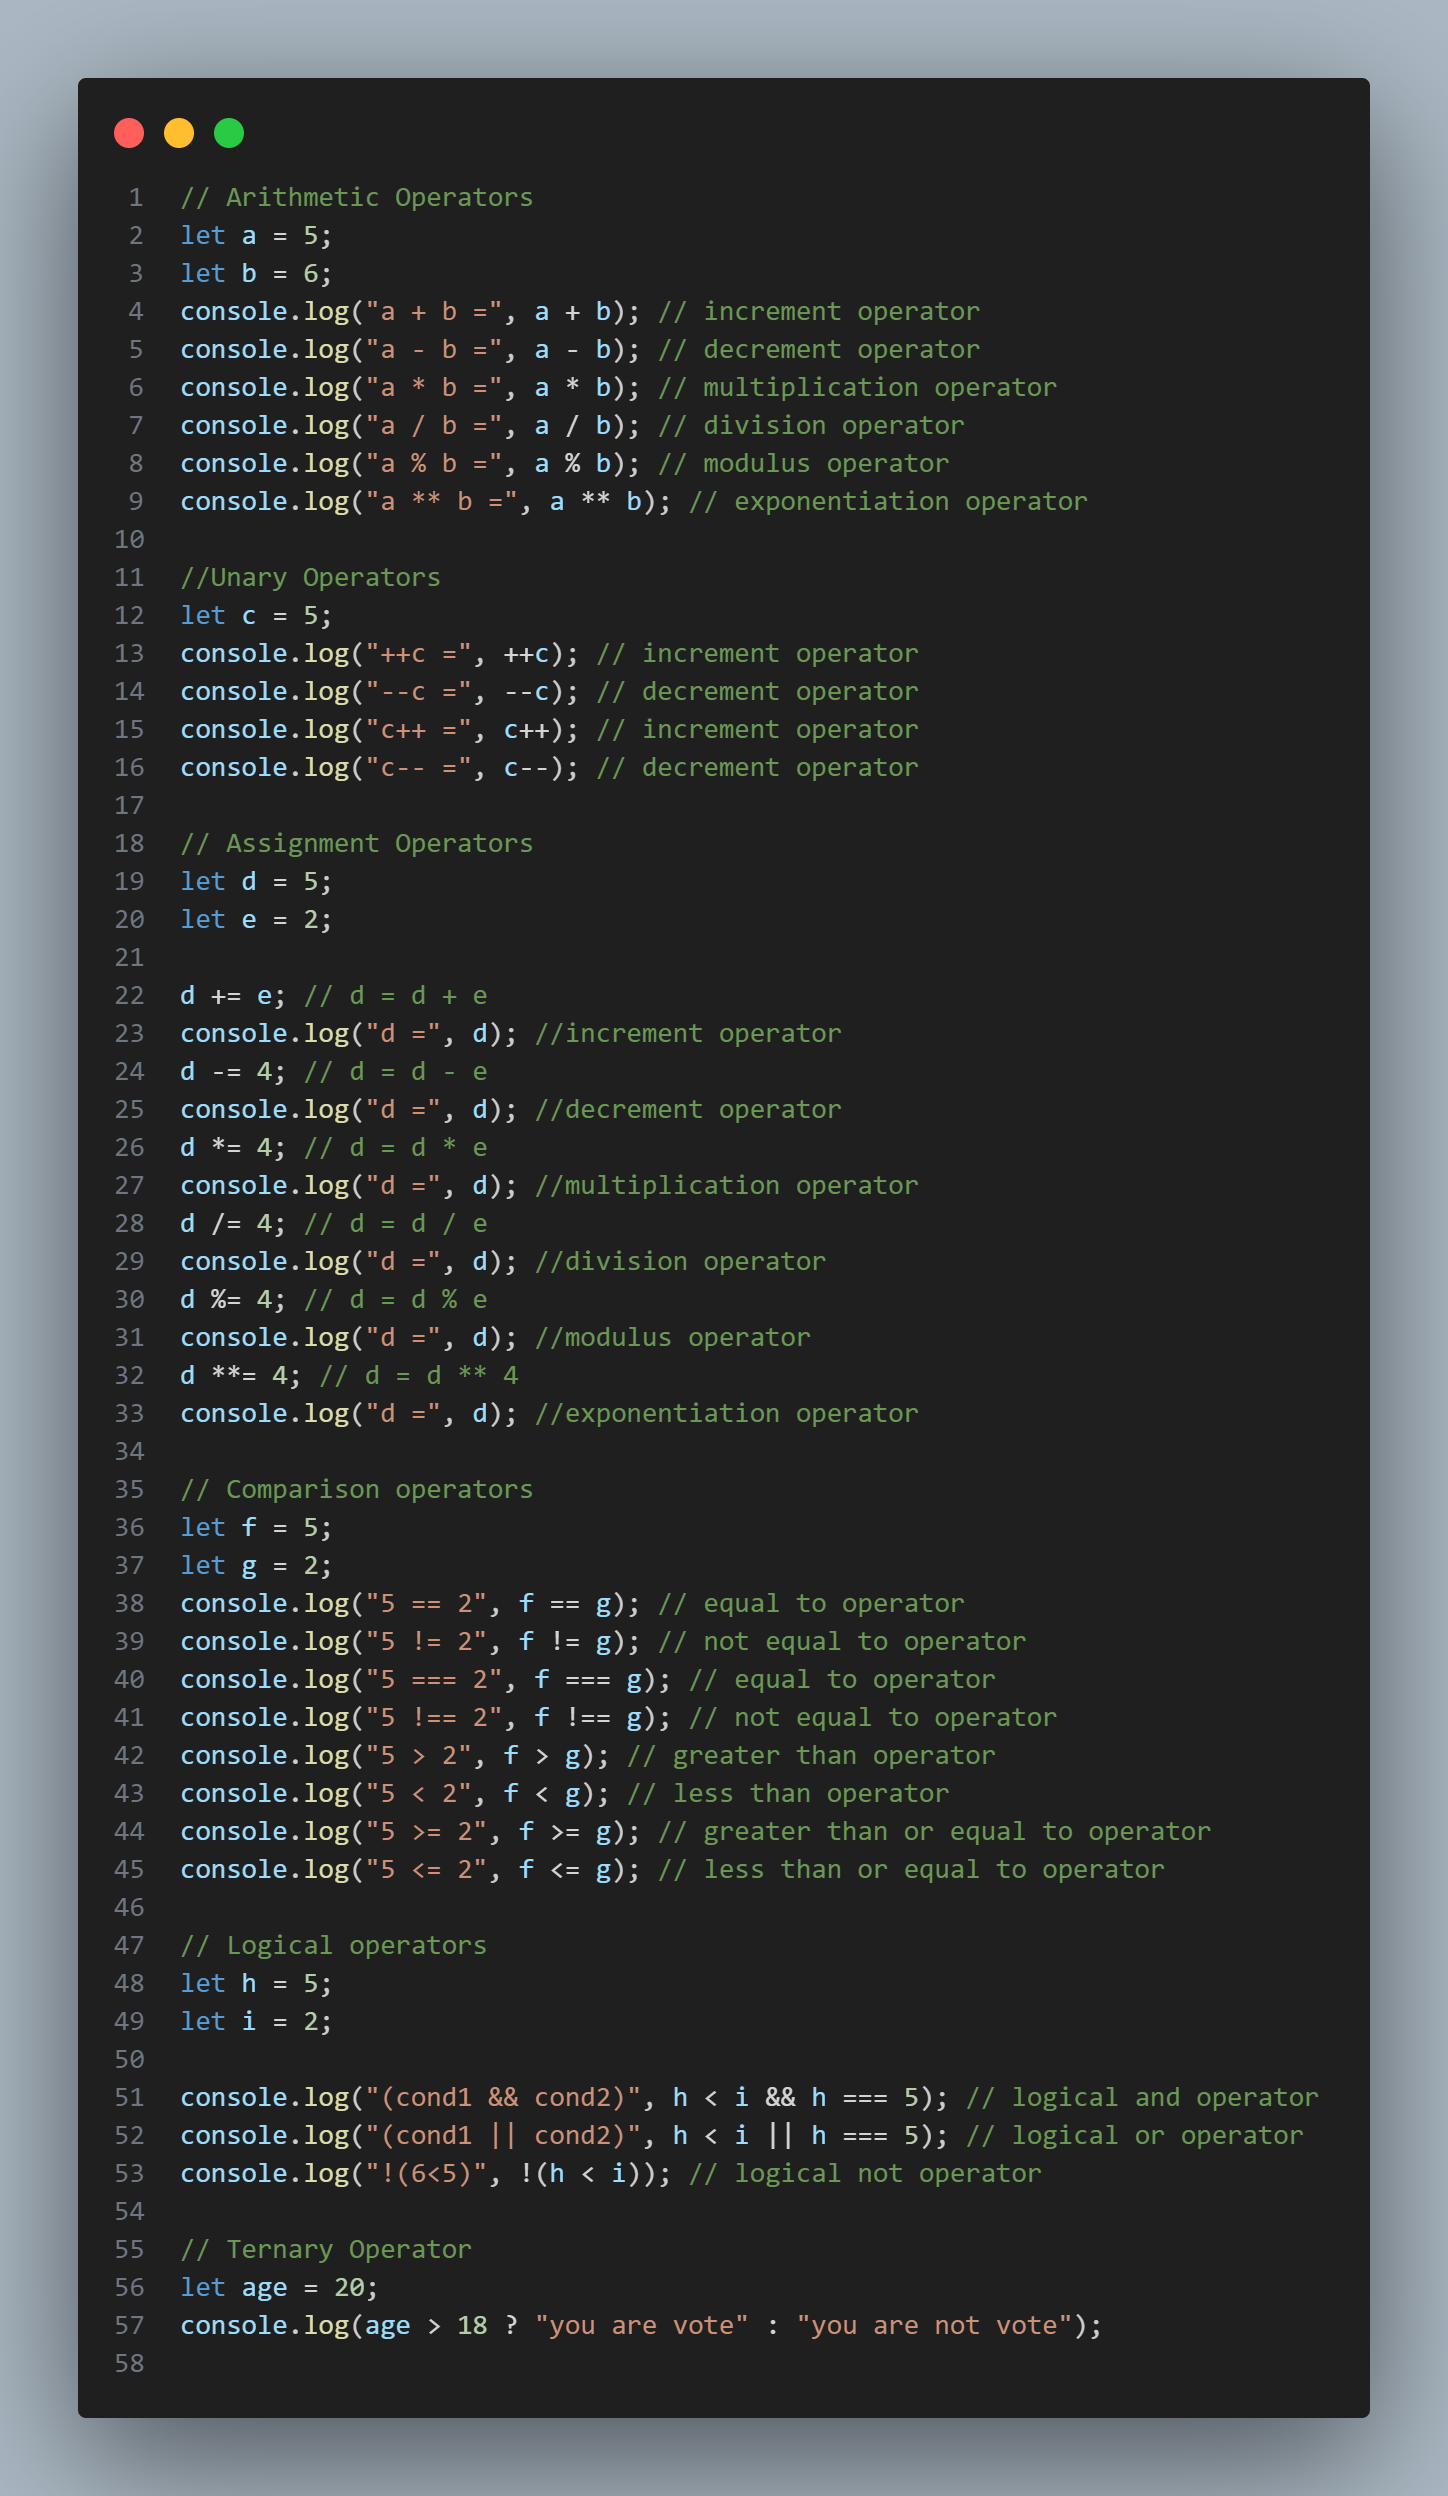 1 // Arithmetic Operators
2 let a = 5;
3 let b = 6;
4 console.log("a + b =", a + b); // increment operator
5 console.log("a - b =", a - b); // decrement operator
6 console.log("a * b =", a * b); // multiplication operator
7 console.log("a / b =", a / b); // division operator
8 console.log("a % b =", a % b); // modulus operator
9 console.log("a ** b =", a ** b); // exponentiation operator
10
11 //Unary Operators
12 let c = 5;
13 console.log("++c =", ++c); // increment operator
14 console.log("--c =", --c); // decrement operator
15 console.log("c++ =", c++); // increment operator
16 console.log("c-- =", c--); // decrement operator
17
18 // Assignment Operators
19 let d = 5;
20 let e = 2;
21
22 d += e; // d = d + e
23 console.log("d =", d); //increment operator
24 d -= 4; // d = d - e
25 console.log("d =", d); //decrement operator
26 d *= 4; // d = d * e
27 console.log("d =", d); //multiplication operator
28 d /= 4; // d = d / e
29 console.log("d =", d); //division operator
30 d %= 4; // d = d % e
31 console.log("d =", d); //modulus operator
32 d **= 4; // d = d ** 4
33 console.log("d =", d); //exponentiation operator
34
35 // Comparison operators
36 let f = 5;
37 let g = 2;
38 console.log("5 == 2", f == g); // equal to operator
39 console.log("5 != 2", f != g); // not equal to operator
40 console.log("5 === 2", f === g); // equal to operator
41 console.log("5 !== 2", f !== g); // not equal to operator
42 console.log("5 > 2", f > g); // greater than operator
43 console.log("5 < 2", f < g); // less than operator
44 console.log("5 >= 2", f >= g); // greater than or equal to operator
45 console.log("5 <= 2", f <= g); // less than or equal to operator
46
47 // Logical operators
48 let h = 5;
49 let i = 2;
50
51 console.log("(cond1 && cond2)", h < i && h === 5); // logical and operator
52 console.log("(cond1 || cond2)", h < i || h === 5); // logical or operator
53 console.log("!(6<5)", !(h < i)); // logical not operator
54
55 // Ternary Operator
56 let age = 20;
57 console.log(age > 18 ? "you are vote" : "you are not vote");
58